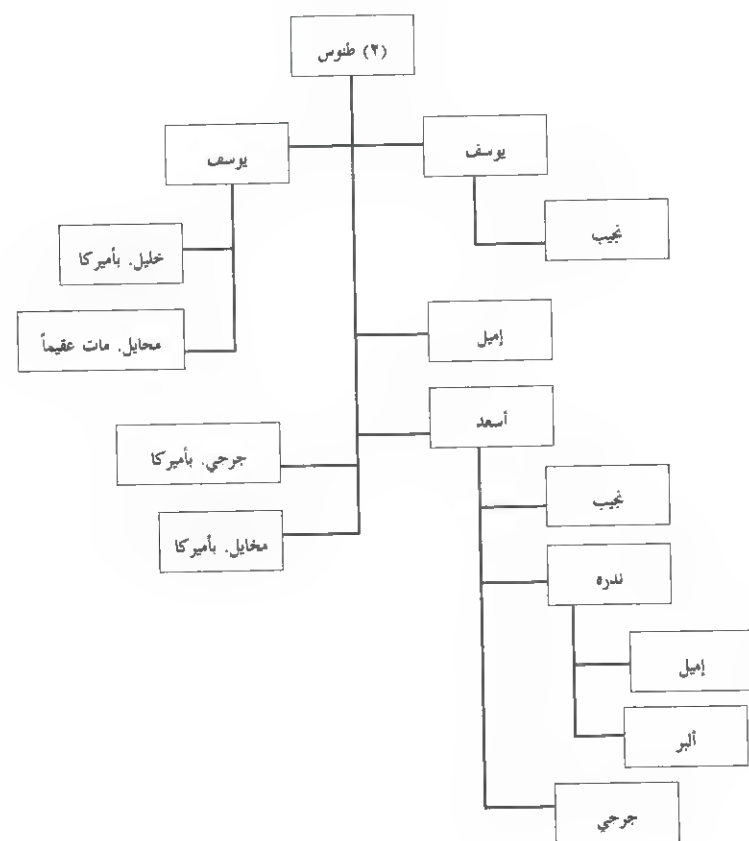 (٢) طنوس
يوسف
يوسف
نجيب
خليل. بأميركا
محايل. مات عقيماً
إميل
أسعد
جرجي. بأميركا
مخايل. بأميركا
نجيب
ندره
إميل
ألبر
جرجي